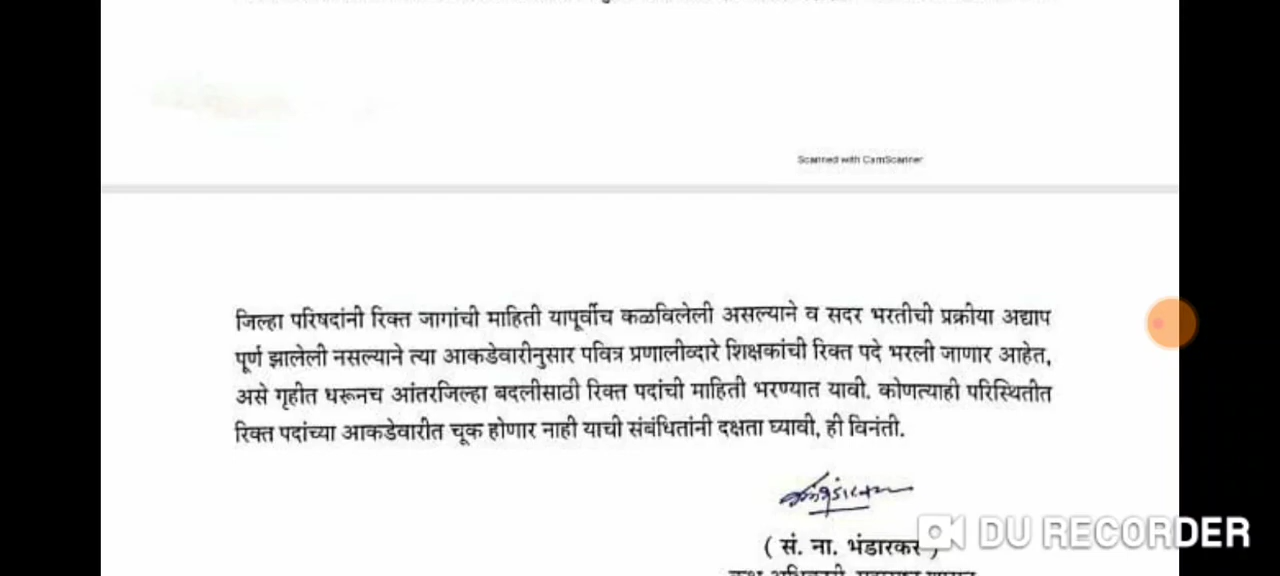 Scanned with CamScanner
जिल्हा परिषदांनी रिक्त जागांची माहिती यापूर्वीच कळविलेली असल्याने व सदर भरतीची प्रक्रीया अद्याप
पूर्ण झालेली नसल्याने त्या आकडेवारीनुसार पवित्र प्रणालीव्दारे शिक्षकांची रिक्त पदे भरली जाणार आहेत,
असे गृहीत धरूनच आंतरजिल्हा बदलीसाठी रिक्त पदांची माहिती भरण्यात यावी. कोणत्याही परिस्थितीत
रिक्त पदांच्या आकडेवारीत चूक होणार नाही याची संबंधितांनी दक्षता घ्यावी, ही विनंती.
( सं. ना. भंडारकर )
DU RECORDER